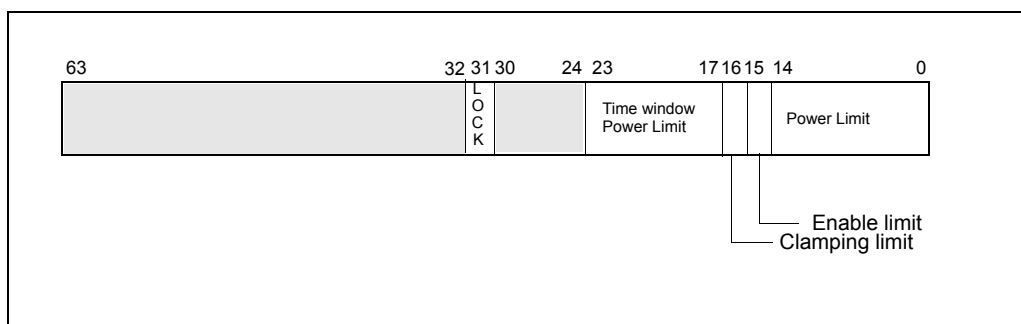 63 32 31 30 24 23 17 16 15 14 0
L
O
C
K
Time window
Power Limit
Power Limit
Enable limit
Clamping limit